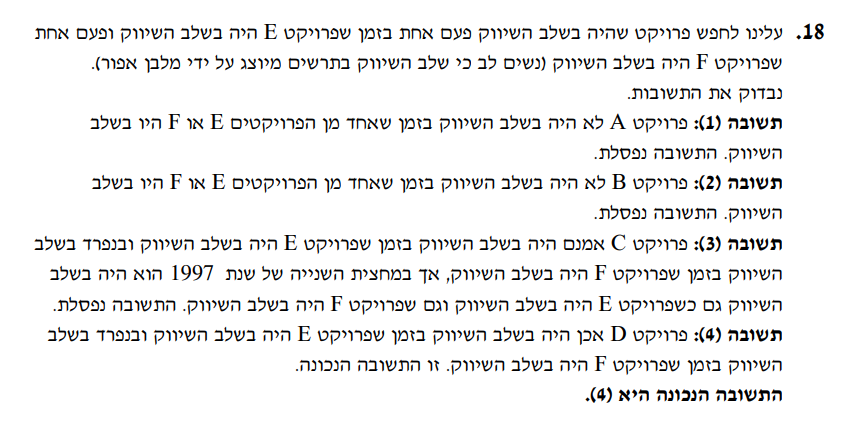 18. עלינו לחפש פרויקט שהיה בשלב השיווק פעם אחת בזמן שפרויקט E היה בשלב השיווק ופעם אחת
שפרויקט F היה בשלב השיווק (נשים לב כי שלב השיווק בתרשים מיוצג על ידי מלבן אפור).
נבדוק את התשובות.
תשובה (1): פרויקט A לא היה בשלב השיווק בזמן שאחד מן הפרויקטים E או F היו בשלב
השיווק. התשובה נפסלת.
תשובה (2): פרויקט B לא היה בשלב השיווק בזמן שאחד מן הפרויקטים E או F היו בשלב
השיווק. התשובה נפסלת.
תשובה (3): פרויקט C אמנם היה בשלב השיווק בזמן שפרויקט E היה בשלב השיווק ובנפרד בשלב
השיווק בזמן שפרויקט F היה בשלב השיווק, אך במחצית השנייה של שנת 1997 הוא היה בשלב
השיווק גם כשפרויקט E היה בשלב השיווק וגם שפרויקט F היה בשלב השיווק. התשובה נפסלת.
תשובה (4): פרויקט D אכן היה בשלב השיווק בזמן שפרויקט E היה בשלב השיווק ובנפרד בשלב
השיווק בזמן שפרויקט F היה בשלב השיווק. זו התשובה הנכונה.
התשובה הנכונה היא (4).